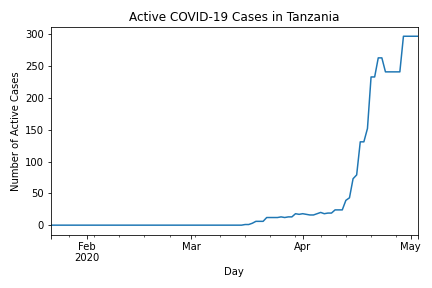 Active COVID-19 Cases in Tanzania
Number of Active Cases
300
250
200
150
100
50
0
Feb
2020
Mar
Apr
May
Day